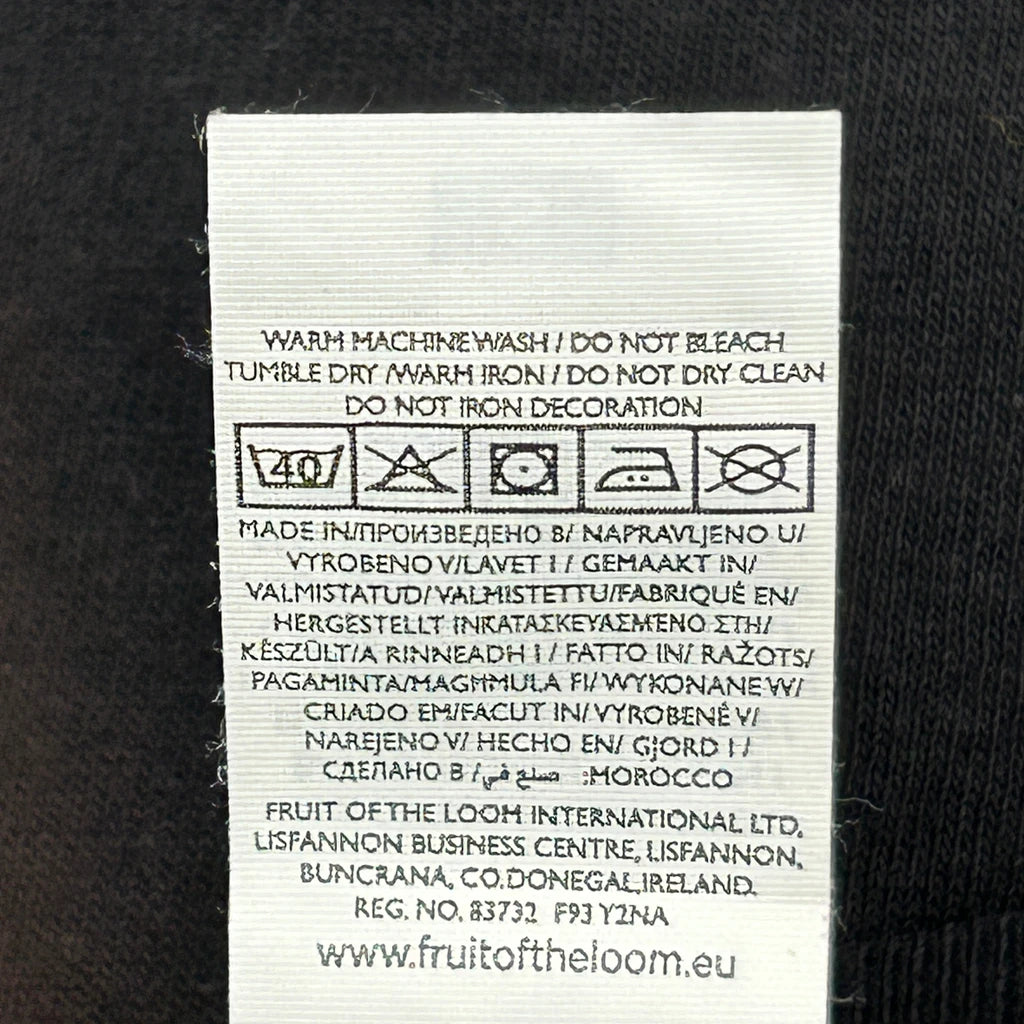 WARM MACHINE WASH / DO NOT BLEACH
TUMBLE DRY /WARM IRON / DO NOT DRY CLEAN
DO NOT IRON DECORATION
40
MADE IN/ПРОИЗВЕДЕНО В/ NAPRAVLJENO U/
VYROBENO V/LAVET I / GEMAAKT IN/
VALMISTATUD/VALMISTETTU/FABRIQUÉ EN/
HERGESTELLT IN/ΚΑΤΑΣΚΕΥΑΣΜΕΝΟ ΣΤΗ/
KÉSZÜLT/A RINNEADH I / FATTO IN/ RAŽOTS/
PAGAMINTA/MAGHMULA FI/ WYKONANE W/
CRIADO EM/FACUT IN/ VYROBENÉ V/
NAREJENO V/ HECHO EN/ GJORD I /
СДЕЛАНО В / صنع في :MOROCCO
FRUIT OF THE LOOM INTERNATIONAL LTD.
LISFANNON BUSINESS CENTRE, LISFANNON,
BUNCRANA, CO.DONEGAL,IRELAND.
REG. NO. 83732 F93 Y2NA
www.fruitoftheloom.eu